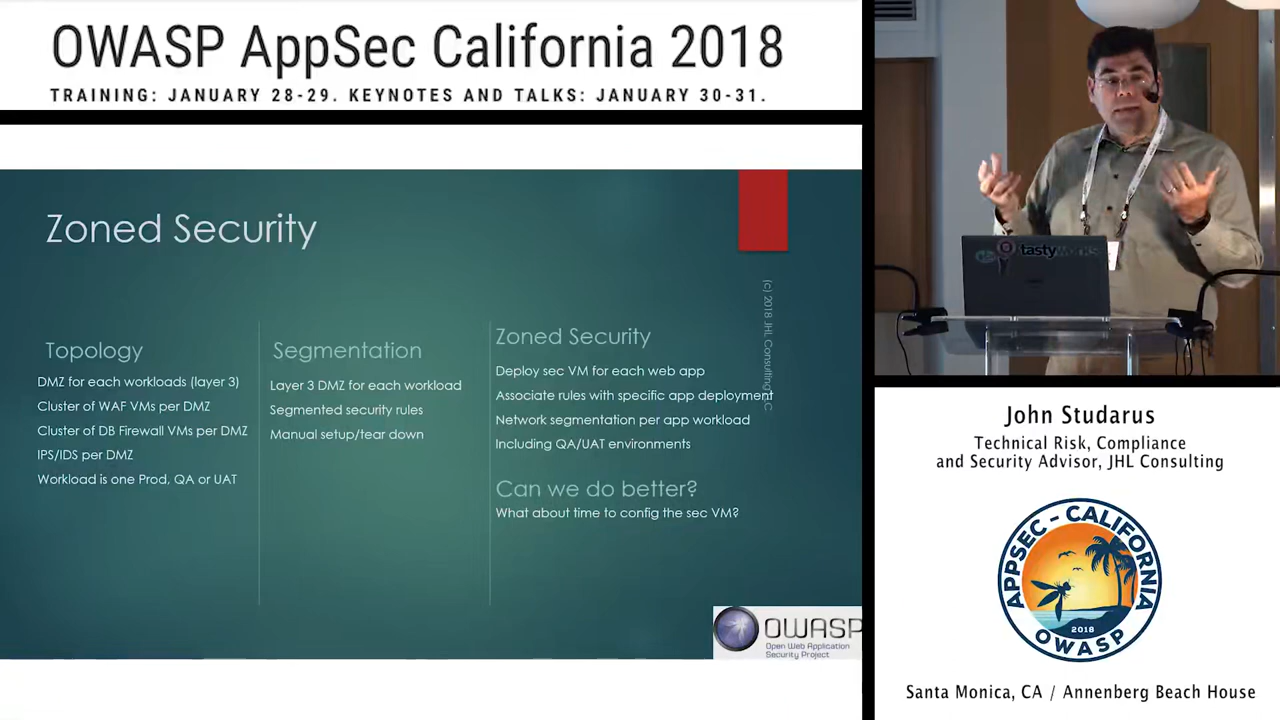 OWASP AppSec California 2018
TRAINING: JANUARY 28-29. KEYNOTES AND TALKS: JANUARY 30-31.
Zoned Security
Topology
DMZ for each workloads (layer 3)
Cluster of WAF VMs per DMZ
Cluster of DB Firewall VMs per DMZ
IPS/IDS per DMZ
Workload is one Prod, QA or UAT
Segmentation
Layer 3 DMZ for each workload
Segmented security rules
Manual setup/tear down
Zoned Security
Deploy sec VM for each web app
Associate rules with specific app deployment
Network segmentation per app workload
Including QA/UAT environments
Can we do better?
What about time to config the sec VM?
(c) 2018 JHL Consulting
OWASP
Open Web Application
Security Project
tastyworks
John Studarus
Technical Risk, Compliance
and Security Advisor, JHL Consulting
APPSEC - CALIFORNIA
2018
OWASP
Santa Monica, CA / Annenberg Beach House